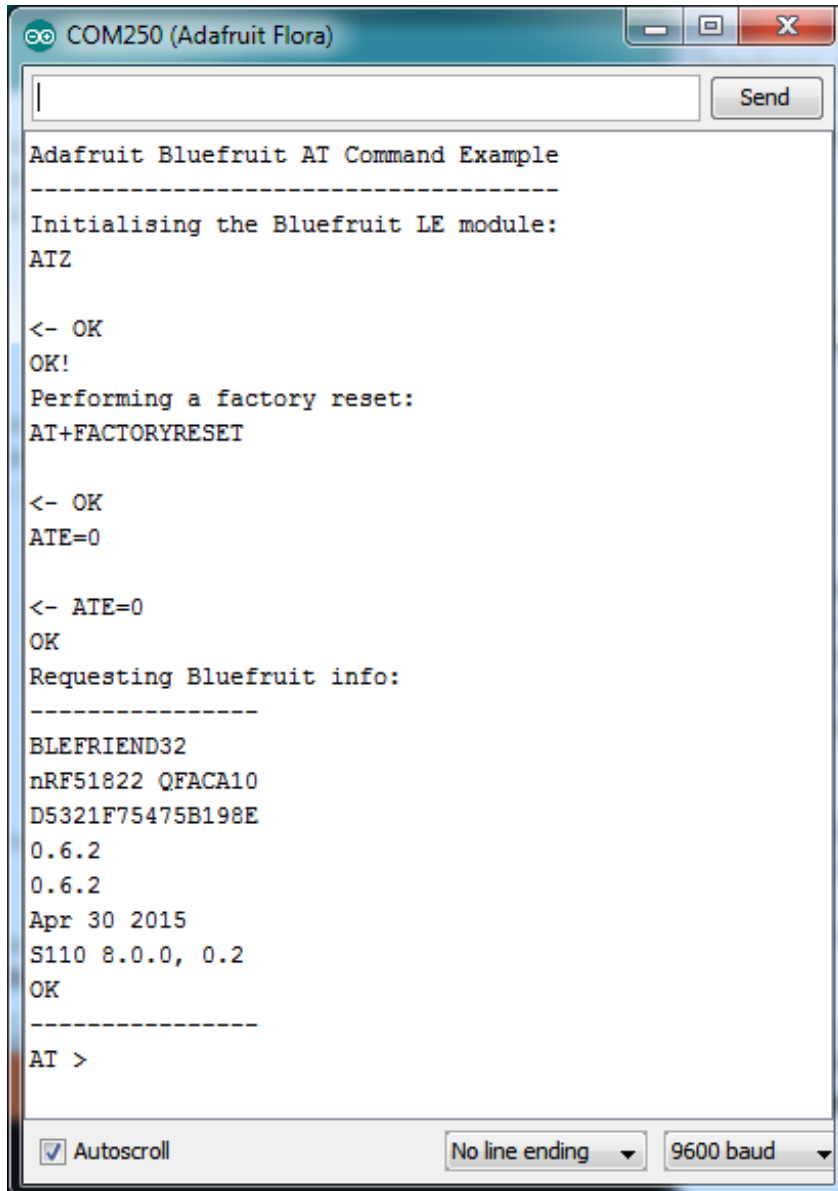 COM250 (Adafruit Flora)
Send
Adafruit Bluefruit AT Command Example
-------------------------------------
Initialising the Bluefruit LE module:
ATZ
<- OK
OK!
Performing a factory reset:
AT+FACTORYRESET
<- OK
ATE=0
<- ATE=0
OK
Requesting Bluefruit info:
----------------
BLEFRIEND32
nRF51822 QFACA10
D5321F75475B198E
0.6.2
0.6.2
Apr 30 2015
S110 8.0.0, 0.2
OK
----------------
AT >
Autoscroll No line ending 9600 baud